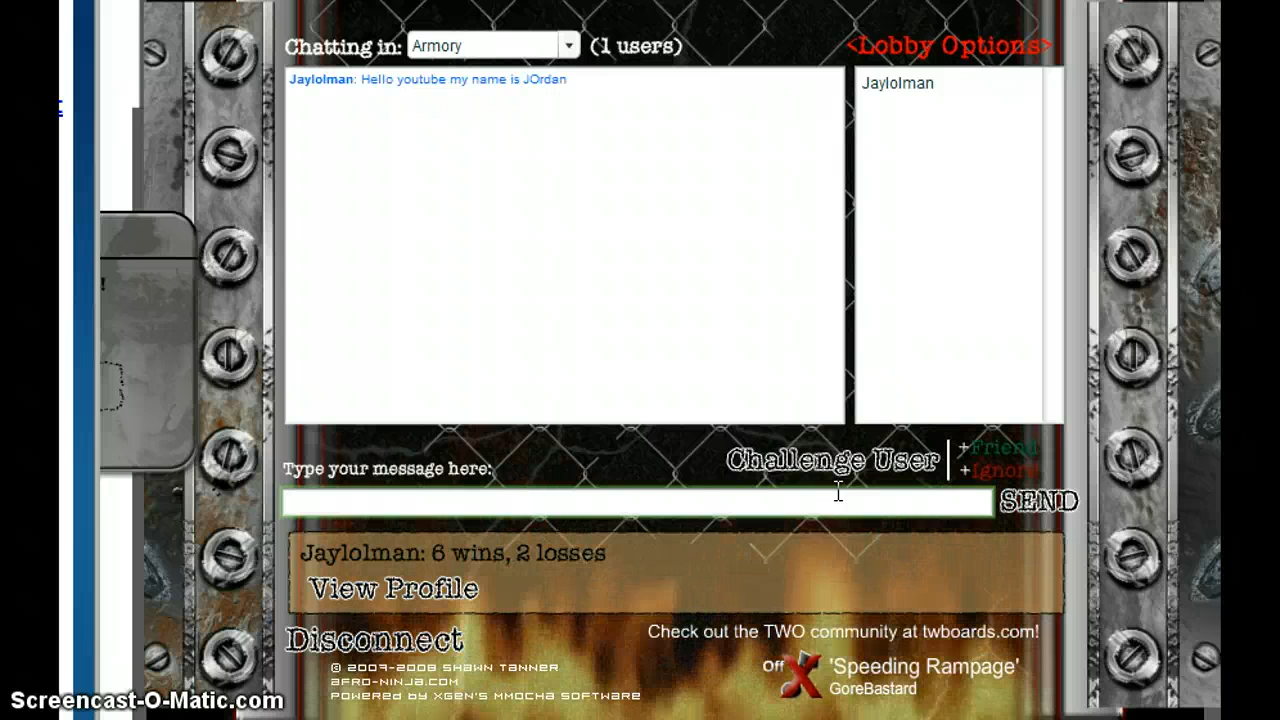 Chatting in: Armory (1 users) <Lobby Options>
Jaylolman: Hello youtube my name is JOrdan
Jaylolman
!
Challenge User +Friend
+Ignore
Type your message here:
SEND
Jaylolman: 6 wins, 2 losses
View Profile
Disconnect
Check out the TWO community at twboards.com!
© 2007-2008 Shawn Tanner
afro-ninja.com
Powered by XGen's MMOcha software
Off X 'Speeding Rampage'
GoreBastard
Screencast-O-Matic.com